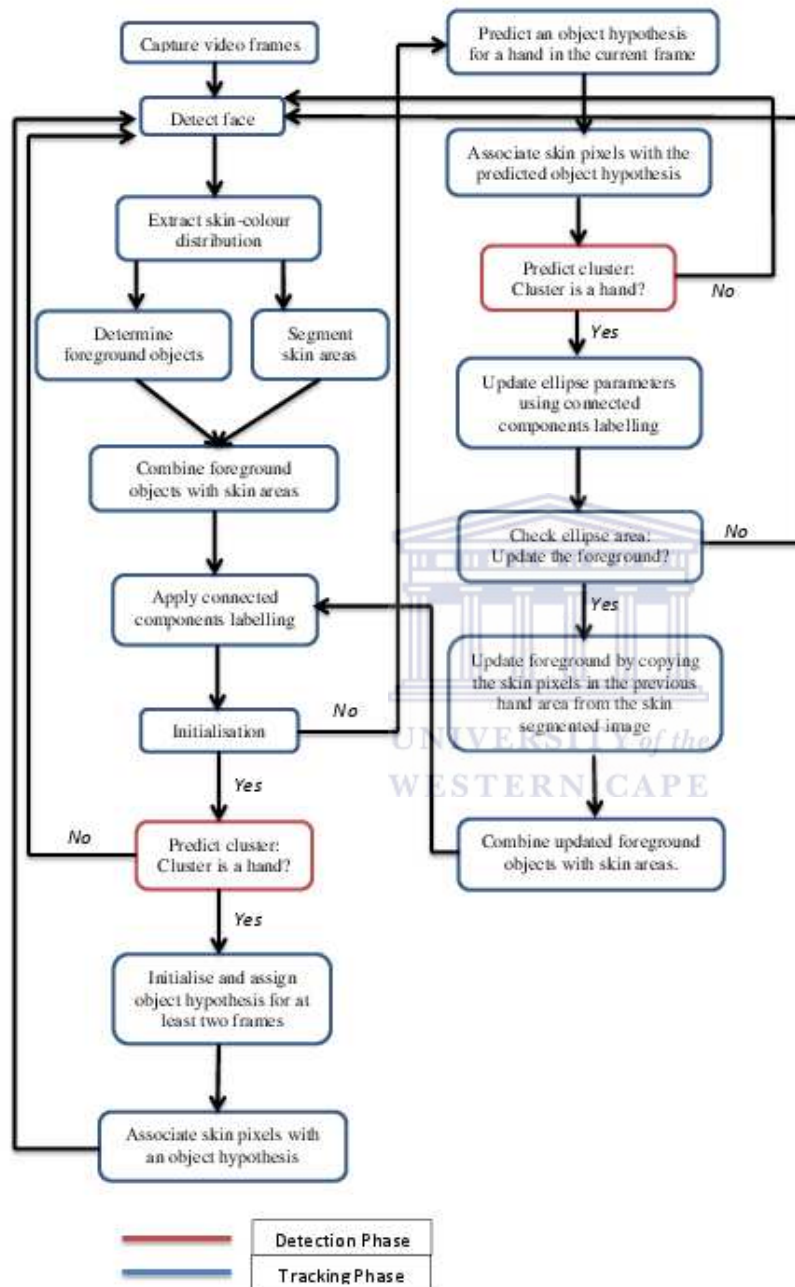 Capture video frames
Detect face
Extract skin-colour
distribution
Determine
foreground objects
Segment
skin areas
Combine foreground
objects with skin areas
Apply connected
components labelling
Initialisation
No
Yes
No
Predict cluster:
Cluster is a hand?
Yes
Initialise and assign
object hypothesis for at
least two frames
Associate skin pixels with
an object hypothesis
Predict an object hypothesis
for a hand in the current frame
Associate skin pixels with the
predicted object hypothesis
Predict cluster:
Cluster is a hand?
No
Yes
Update ellipse parameters
using connected
components labelling
Check ellipse area:
Update the foreground?
No
Yes
Update foreground by copying
the skin pixels in the previous
hand area from the skin
segmented image
UNIVERSITY of the
WESTERN CAPE
Combine updated foreground
objects with skin areas.
Detection Phase
Tracking Phase